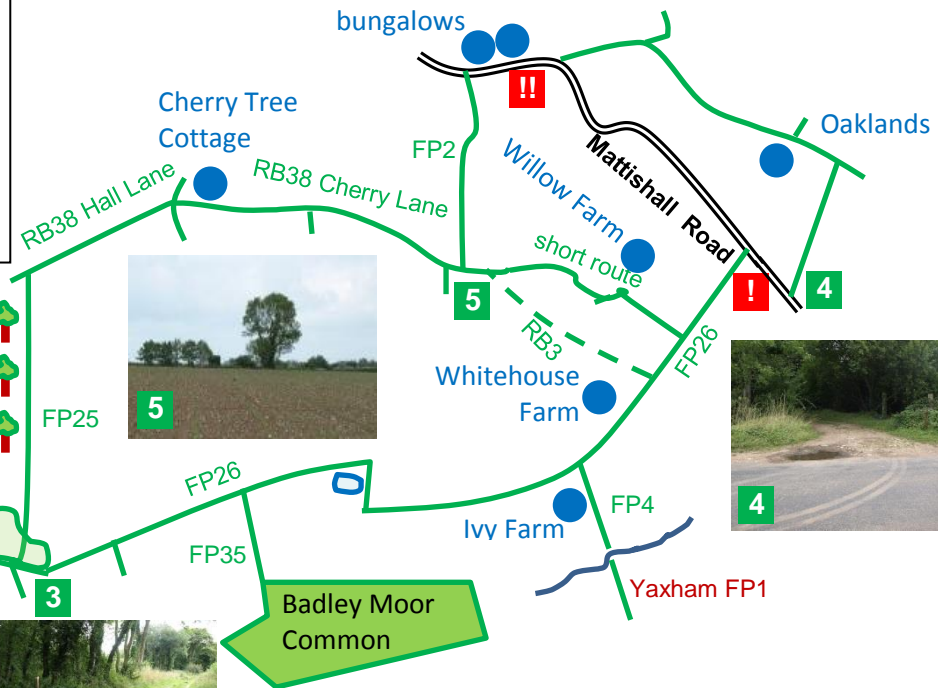 bungalows
!!
Cherry Tree
Cottage
FP2
Oaklands
RB38 Hall Lane
RB38 Cherry Lane
Willow Farm
Mattishall Road
short route
5
!
4
RB3
FP26
Whitehouse
Farm
5
FP25
FP26
4
Ivy Farm
FP4
FP35
3
Yaxham FP1
Badley Moor
Common